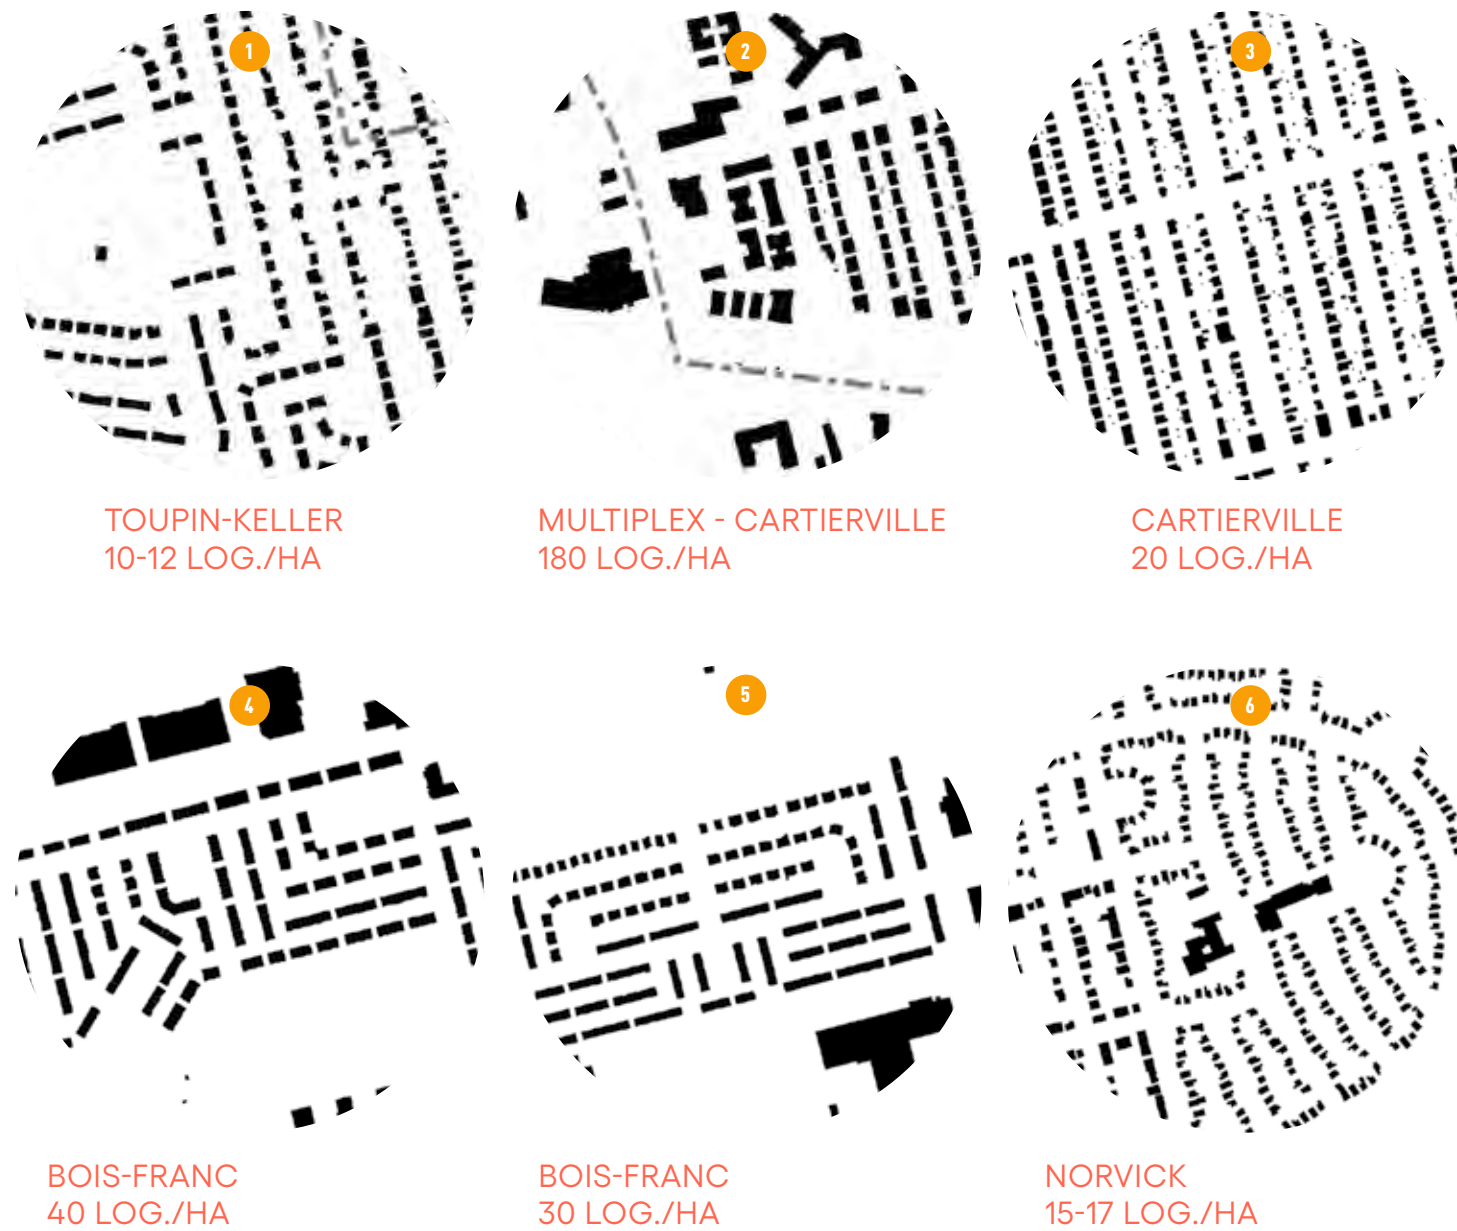 1
2
3
TOUPIN-KELLER
10-12 LOG./HA
MULTIPLEX - CARTIERVILLE
180 LOG./HA
CARTIERVILLE
20 LOG./HA
4
5
6
BOIS-FRANC
40 LOG./HA
BOIS-FRANC
30 LOG./HA
NORVICK
15-17 LOG./HA